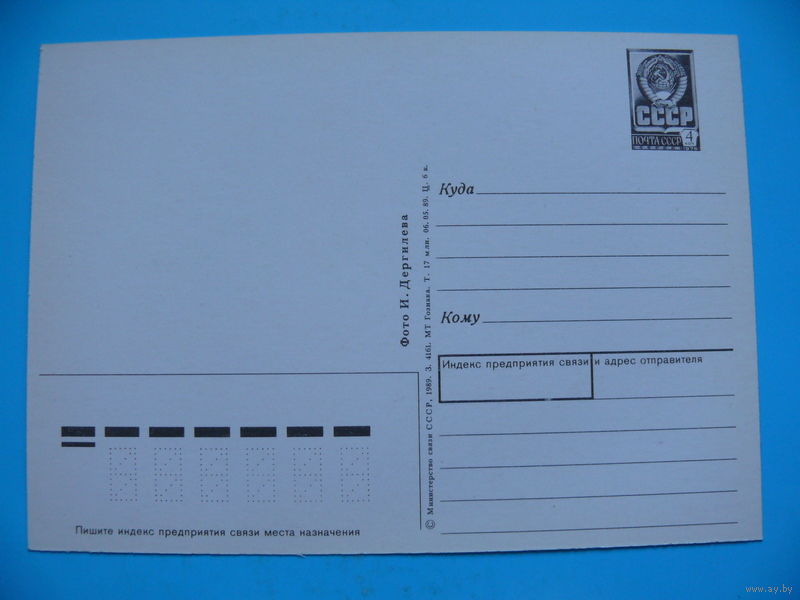 СССР
ПОЧТА СССР 4
Куда
Кому
Индекс предприятия связи и адрес отправителя
Фото И. Дергилева
© Министерство связи СССР, 1989. З. 4161. МТ Гознака. Т. 17 млн. 06.05.89. Ц. 6 к.
Пишите индекс предприятия связи места назначения
www.ay.by